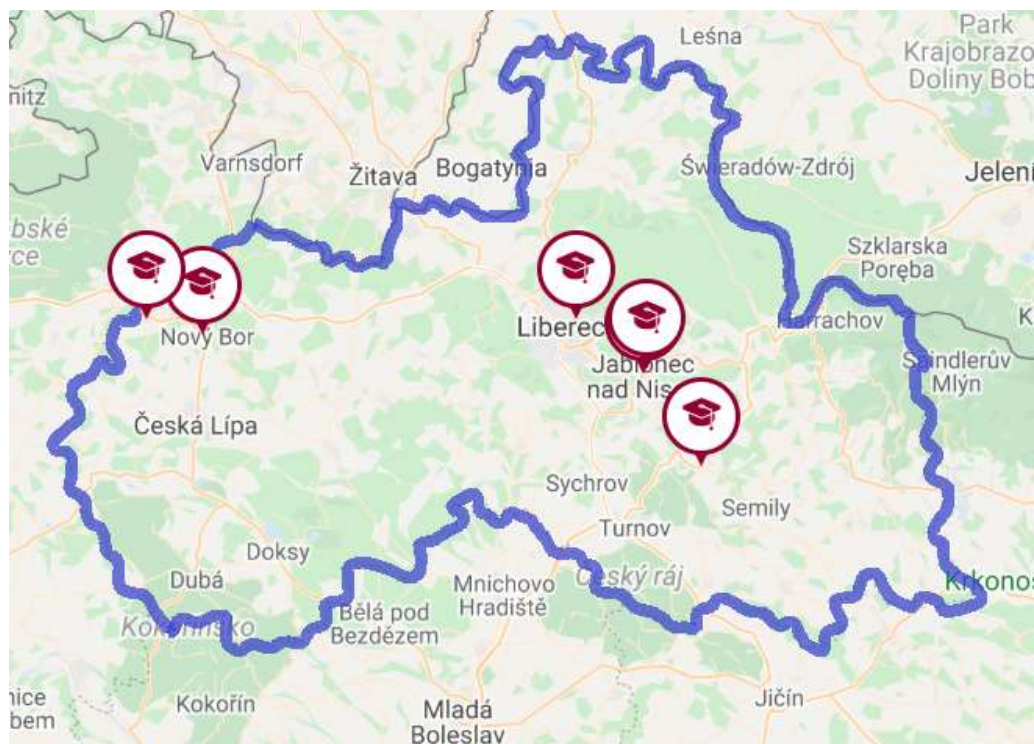 Park
Leśna
Krajobrazo
Doliny Bob
nitz
Varnsdorf
Žitava
Bogatynia
Świeradów-Zdrój
Jelení
bské
rce
Szklarska
Poręba
Nový Bor
Liberec
Harrachov
Jablonec
nad Nis
Špindlerův
Mlýn
Česká Lípa
Sychrov
Semily
Turnov
Doksy
Dubá
Mnichovo
Hradiště
Český ráj
Krkonoš
Bělá pod
Bezdězem
Kokořínsko
nice
bem
Kokořín
Mladá
Boleslav
Jičín